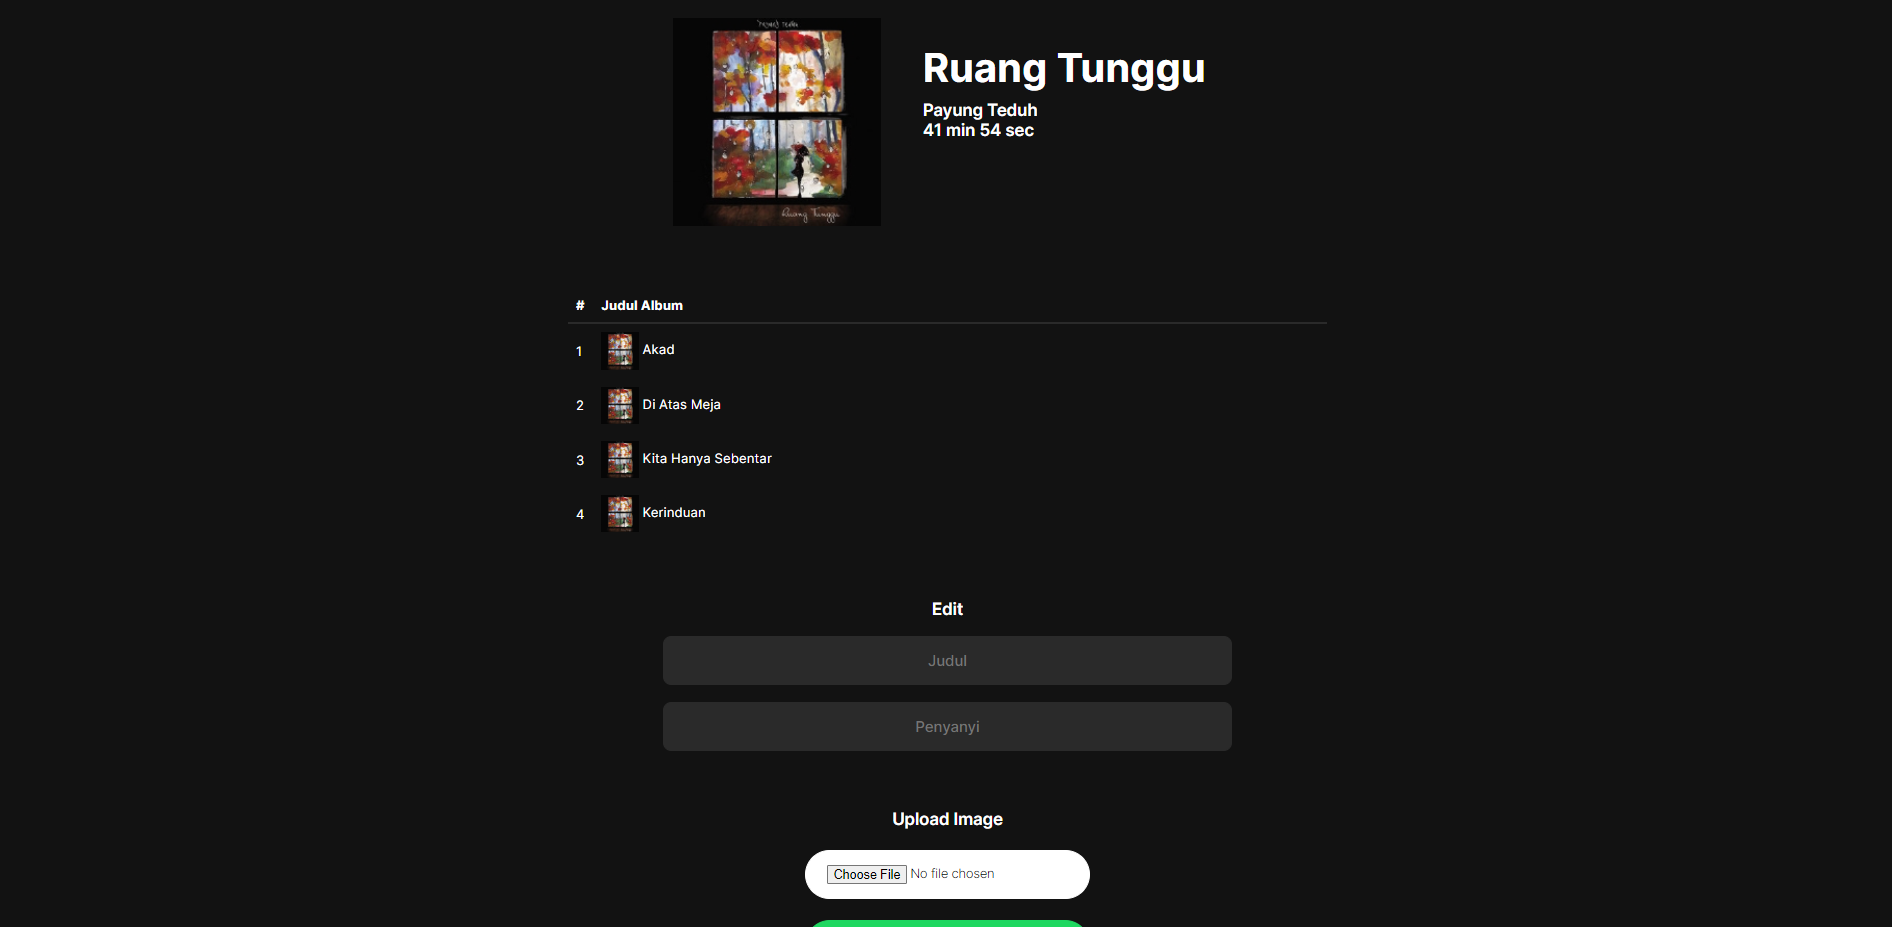 Payung Teduh
Ruang Tunggu
Ruang Tunggu
Payung Teduh
41 min 54 sec
# Judul Album
1 Akad
2 Di Atas Meja
3 Kita Hanya Sebentar
4 Kerinduan
Edit
Judul
Penyanyi
Upload Image
Choose File No file chosen